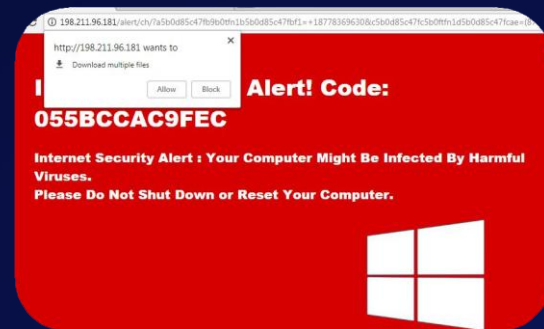 198.211.96.181/alert/ch/?a5b0d85c47fb9b0tfn1b5b0d85c47fbf1=+18778369630&c5b0d85c47fc5b0ftfn1d5b0d85c47fcae=(8
http://198.211.96.181 wants to
Download multiple files
Allow Block
Alert! Code:
055BCCAC9FEC
Internet Security Alert : Your Computer Might Be Infected By Harmful
Viruses.
Please Do Not Shut Down or Reset Your Computer.